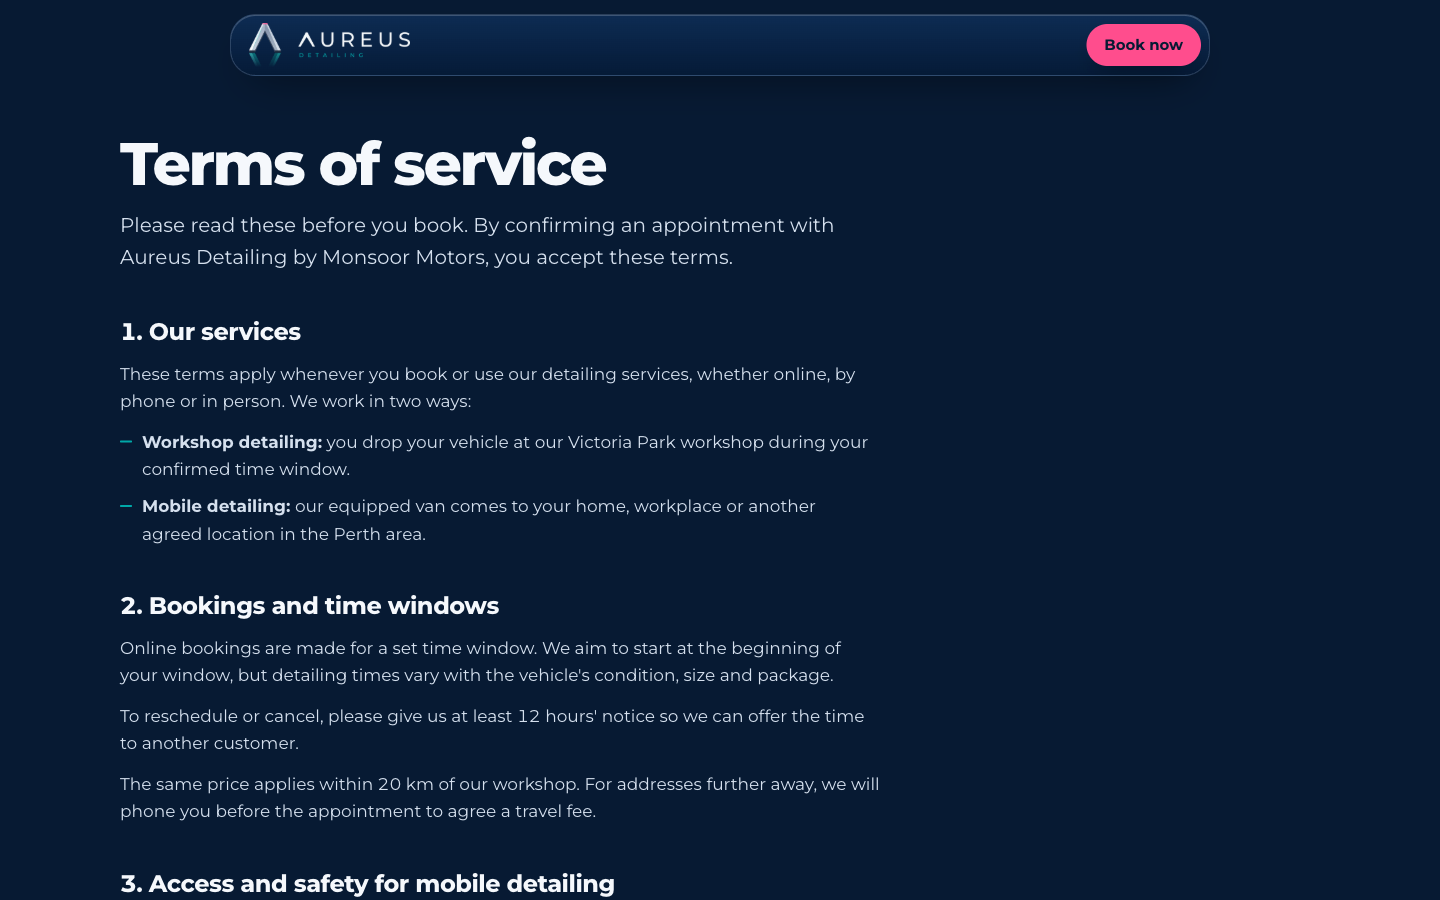 AUREUS
DETAILING
Book now
Terms of service
Please read these before you book. By confirming an appointment with
Aureus Detailing by Monsoor Motors, you accept these terms.
1. Our services
These terms apply whenever you book or use our detailing services, whether online, by
phone or in person. We work in two ways:
Workshop detailing: you drop your vehicle at our Victoria Park workshop during your
confirmed time window.
Mobile detailing: our equipped van comes to your home, workplace or another
agreed location in the Perth area.
2. Bookings and time windows
Online bookings are made for a set time window. We aim to start at the beginning of
your window, but detailing times vary with the vehicle's condition, size and package.
To reschedule or cancel, please give us at least 12 hours' notice so we can offer the time
to another customer.
The same price applies within 20 km of our workshop. For addresses further away, we will
phone you before the appointment to agree a travel fee.
3. Access and safety for mobile detailing